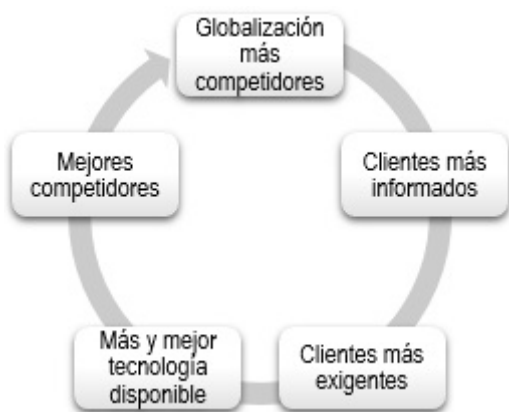 Globalización
más
competidores
Clientes más
informados
Clientes más
exigentes
Más y mejor
tecnología
disponible
Mejores
competidores